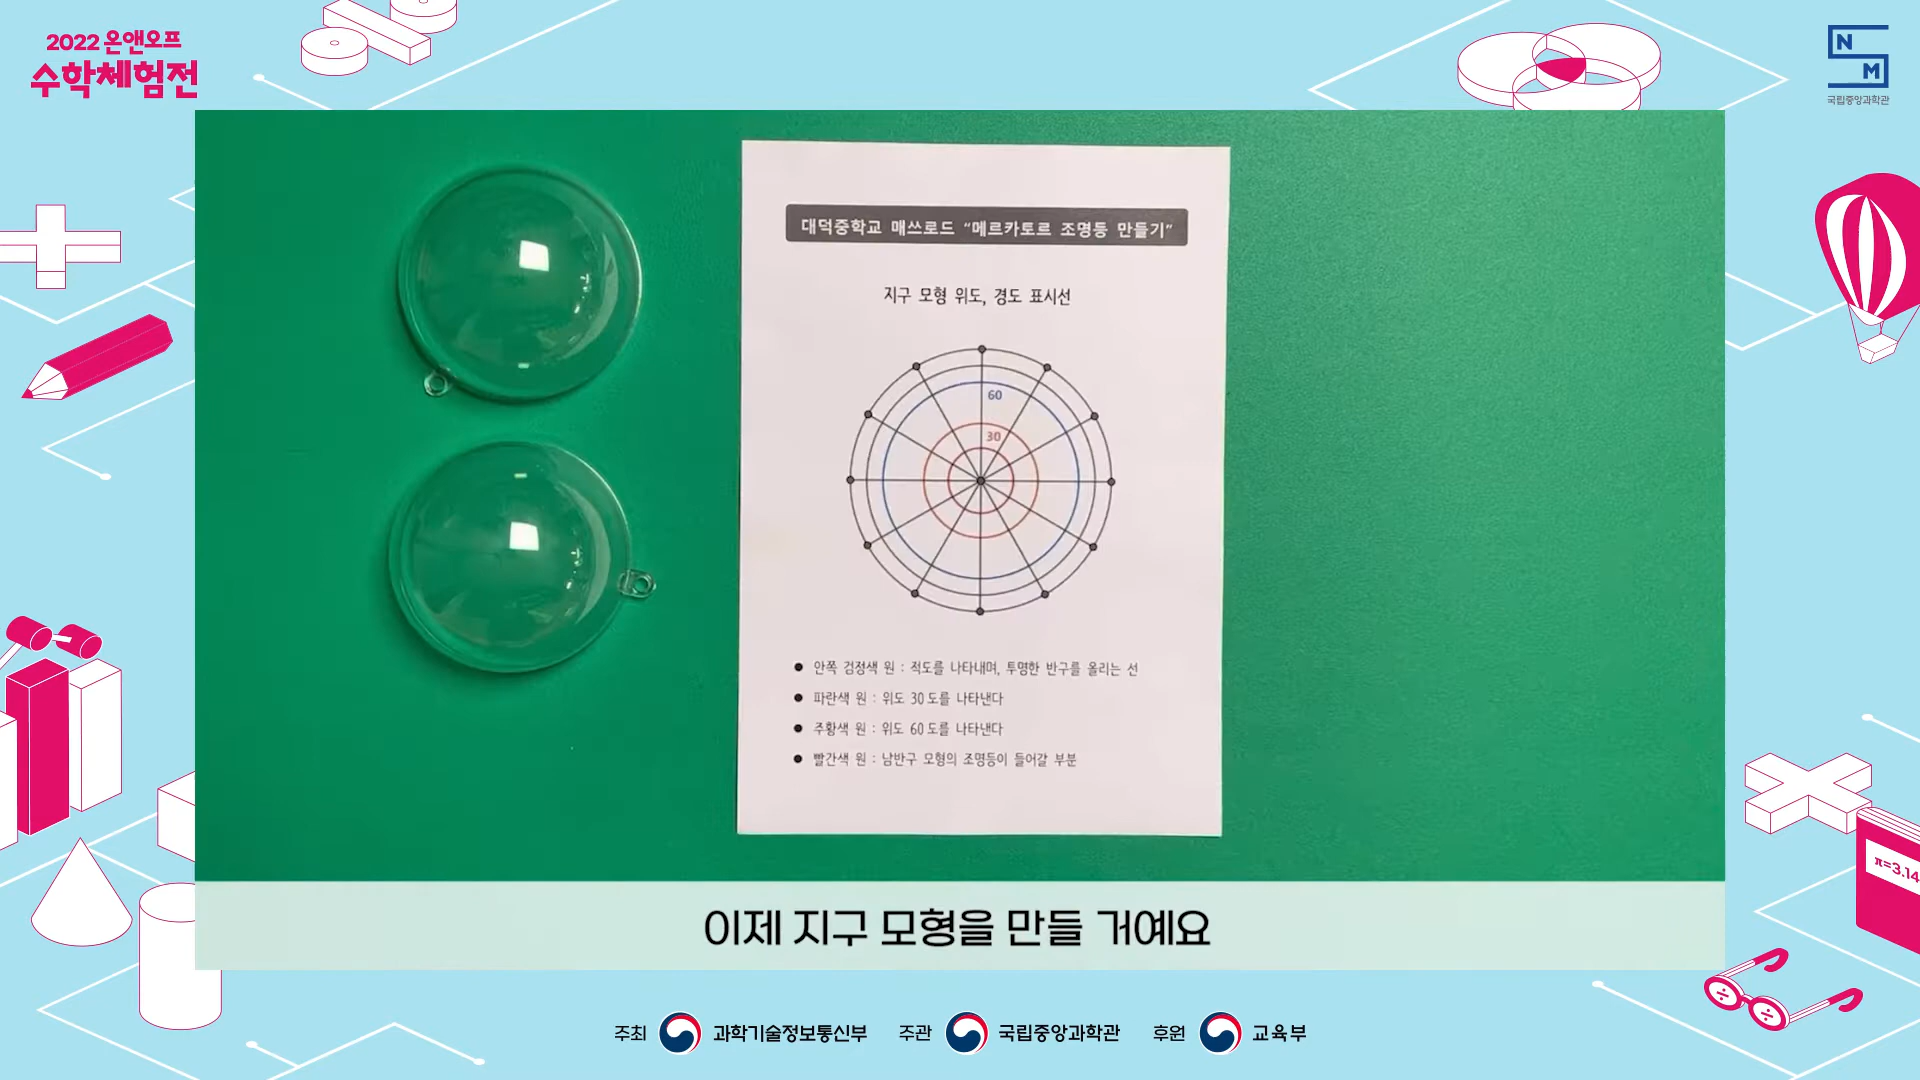 2022 온앤오프
수학체험전
N
M
국립중앙과학관
대덕중학교 매쓰로드 “메르카토르 조명등 만들기”
지구 모형 위도, 경도 표시선
60
30
안쪽 검정색 원 : 적도를 나타내며, 투명한 반구를 올리는 선
파란색 원 : 위도 30도를 나타낸다
주황색 원 : 위도 60도를 나타낸다
빨간색 원 : 남반구 모형의 조명등이 들어갈 부분
π=3.14
이제 지구 모형을 만들 거예요
주최 과학기술정보통신부 주관 국립중앙과학관 후원 교육부